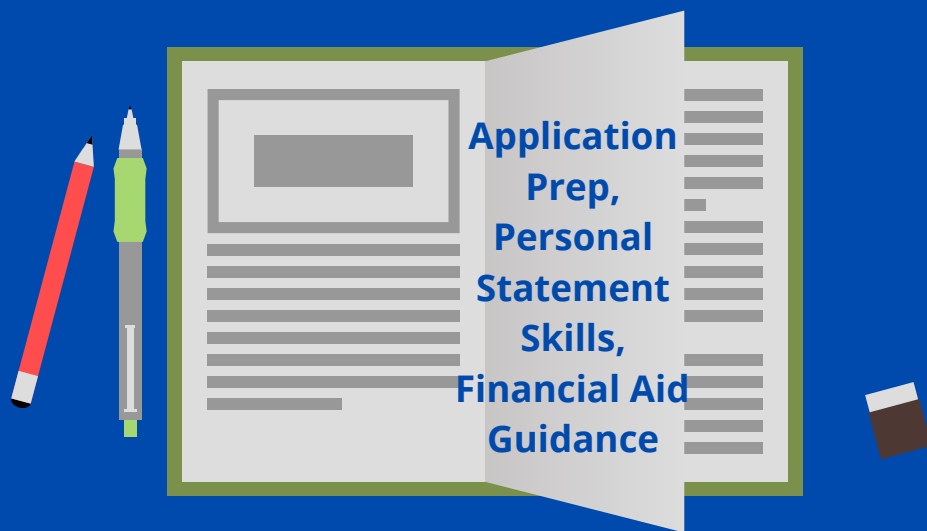 Application
Prep,
Personal
Statement
Skills,
Financial Aid
Guidance